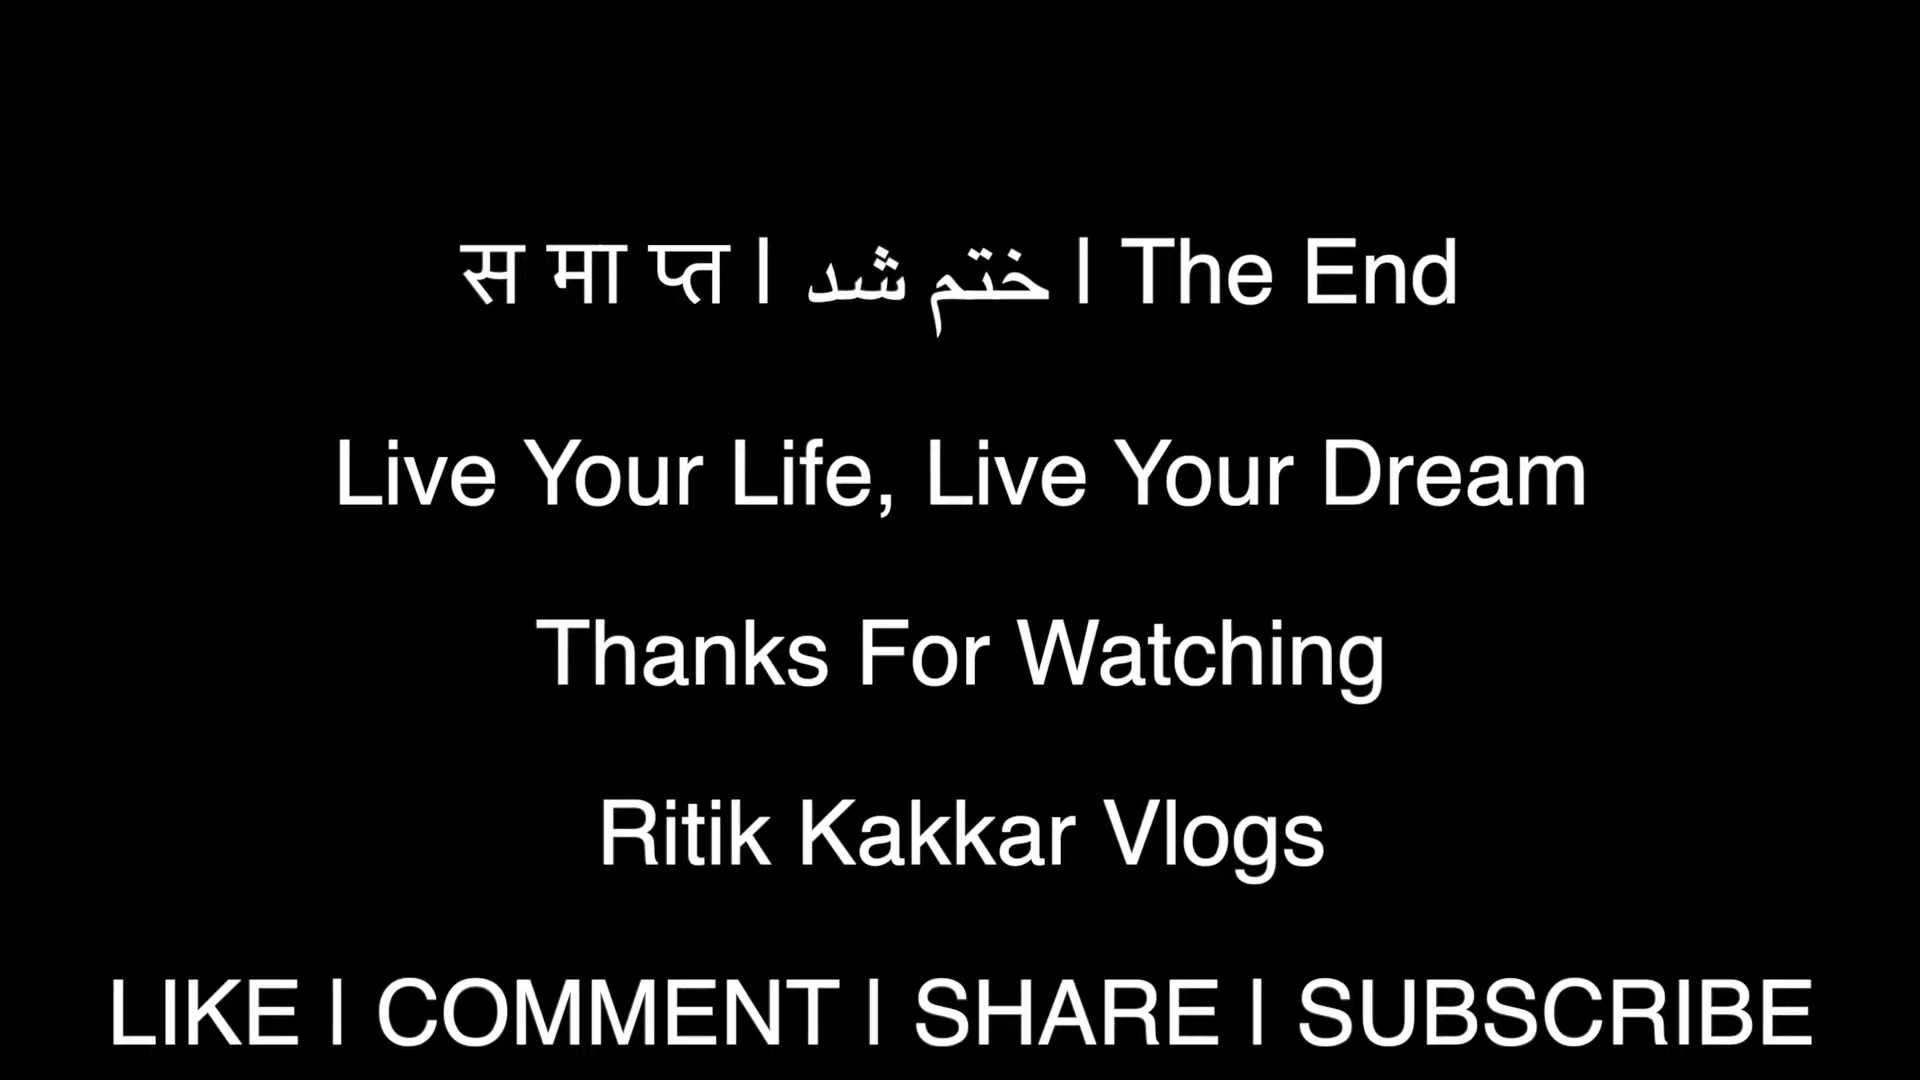 स मा प्त | ختم شد | The End
Live Your Life, Live Your Dream
Thanks For Watching
Ritik Kakkar Vlogs
LIKE | COMMENT | SHARE | SUBSCRIBE